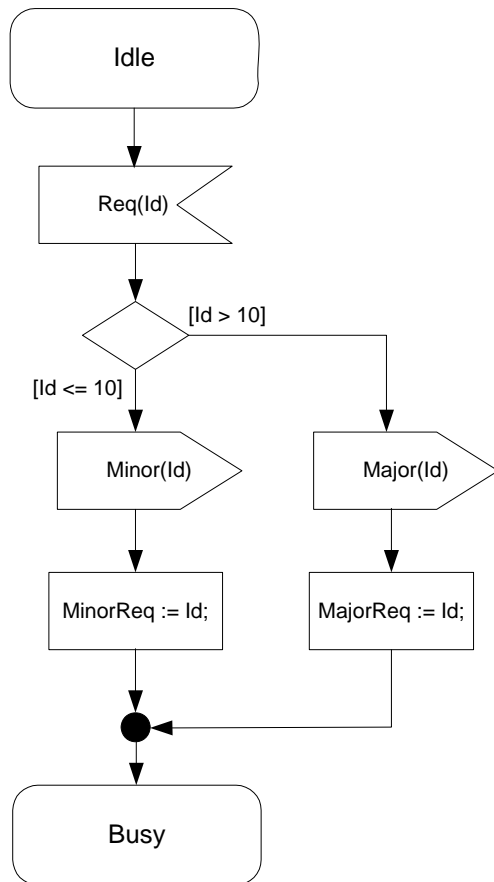 Idle
Req(Id)
[Id > 10]
[Id <= 10]
Minor(Id)
Major(Id)
MinorReq := Id;
MajorReq := Id;
Busy